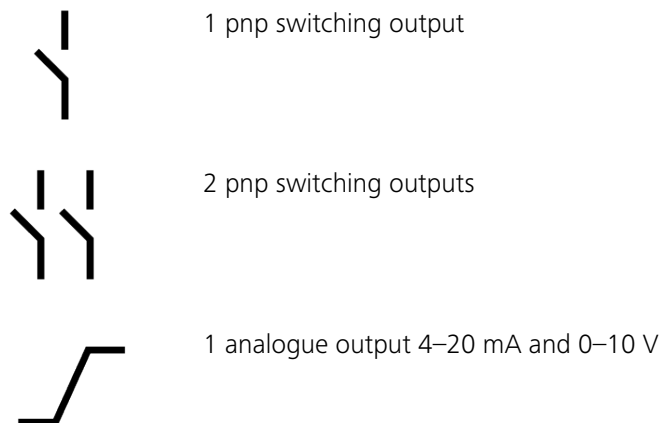 1 pnp switching output
2 pnp switching outputs
1 analogue output 4–20 mA and 0–10 V